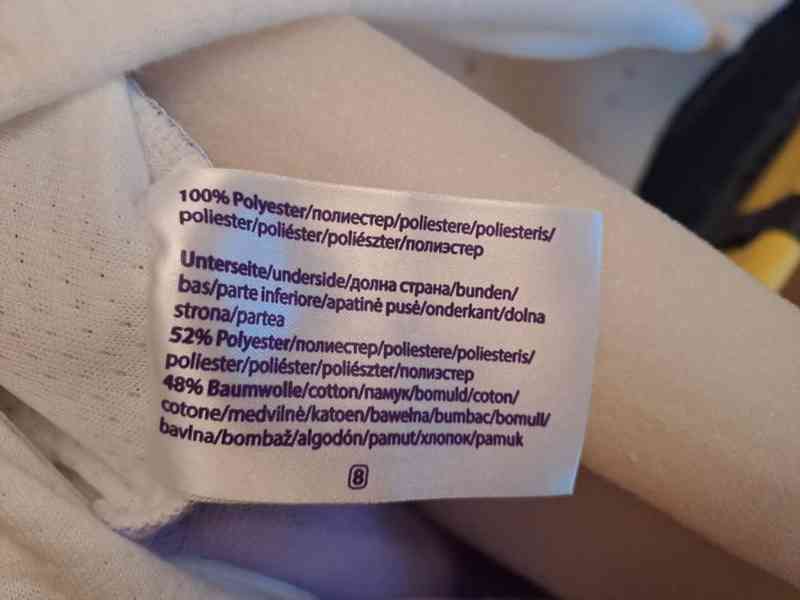 100% Polyester/полиестер/poliestere/poliesteris/
poliester/poliéster/poliészter/полиэстер
Unterseite/underside/долна страна/bunden/
bas/parte inferiore/apatinė pusė/onderkant/dolna
strona/partea
52% Polyester/полиестер/poliestere/poliesteris/
poliester/poliéster/poliészter/полиэстер
48% Baumwolle/cotton/памук/bomuld/coton/
cotone/medvilnė/katoen/bawełna/bumbac/bomull/
bavlna/bombaž/algodón/pamut/хлопок/pamuk
8